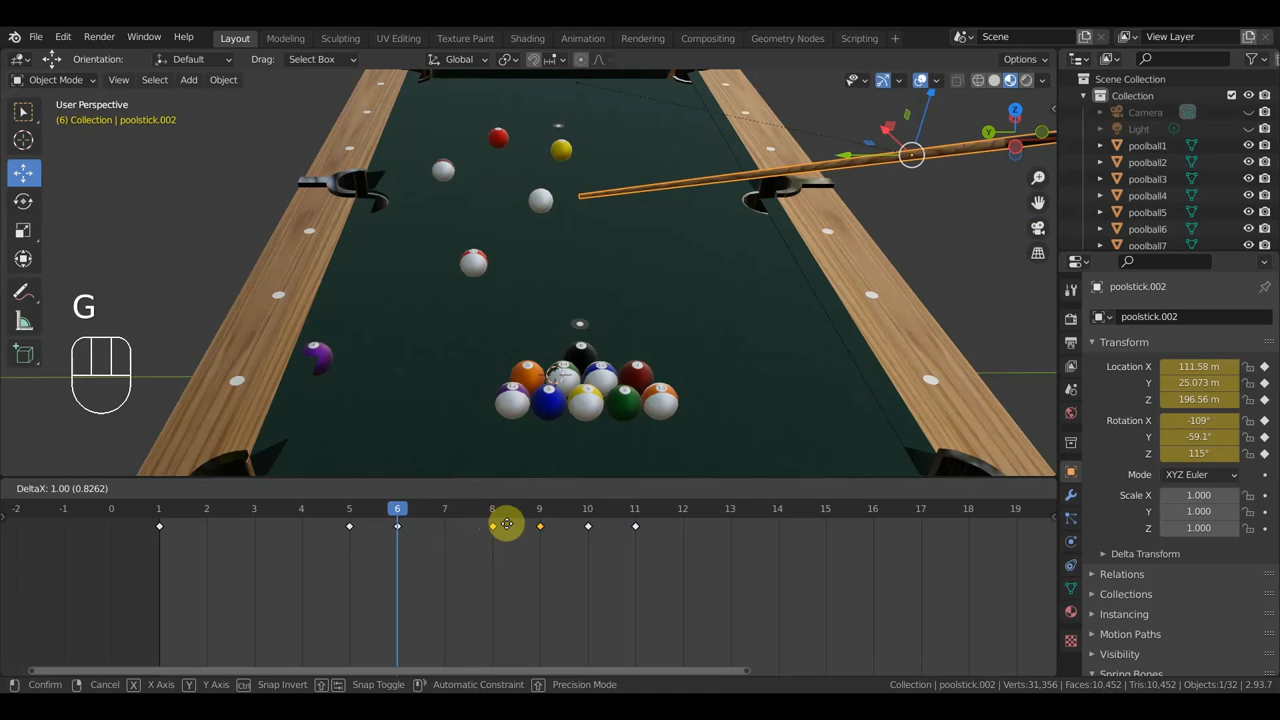 File Edit Render Window Help Layout Modeling Sculpting UV Editing Texture Paint Shading Animation Rendering Compositing Geometry Nodes Scripting + Scene View Layer
Orientation: Default Drag: Select Box Global Options
Object Mode View Select Add Object
Scene Collection
Collection
Camera
Light
poolball1
poolball2
poolball3
poolball4
poolball5
poolball6
poolball7
User Perspective
(6) Collection | poolstick.002
Z
Y
G
poolstick.002
poolstick.002
Transform
Location X 111.58 m
Y 25.073 m
Z 196.56 m
Rotation X -109°
Y -59.1°
Z 115°
Mode XYZ Euler
Scale X 1.000
Y 1.000
Z 1.000
Delta Transform
Relations
Collections
Instancing
Motion Paths
Visibility
Spring Bones
DeltaX: 1.00 (0.8262)
-2 -1 0 1 2 3 4 5 6 7 8 9 10 11 12 13 14 15 16 17 18 19
Confirm Cancel X X Axis Y Y Axis Ctrl Snap Invert Snap Toggle Automatic Constraint Precision Mode Collection | poolstick.002 | Verts:31,356 | Faces:10,452 | Tris:10,452 | Objects:1/32 | 2.93.7